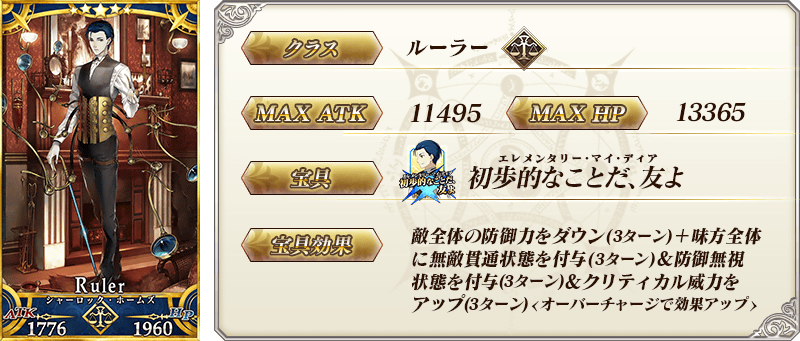 Ruler
シャーロック・ホームズ
ATK
1776
HP
1960
クラス
ルーラー
MAX ATK
11495
MAX HP
13365
宝具
エレメンタリー・マイ・ディア
初歩的なことだ、友よ
宝具効果
敵全体の防御力をダウン(3ターン)＋味方全体
に無敵貫通状態を付与(3ターン)＆防御無視
状態を付与(3ターン)＆クリティカル威力を
アップ(3ターン)<オーバーチャージで効果アップ>